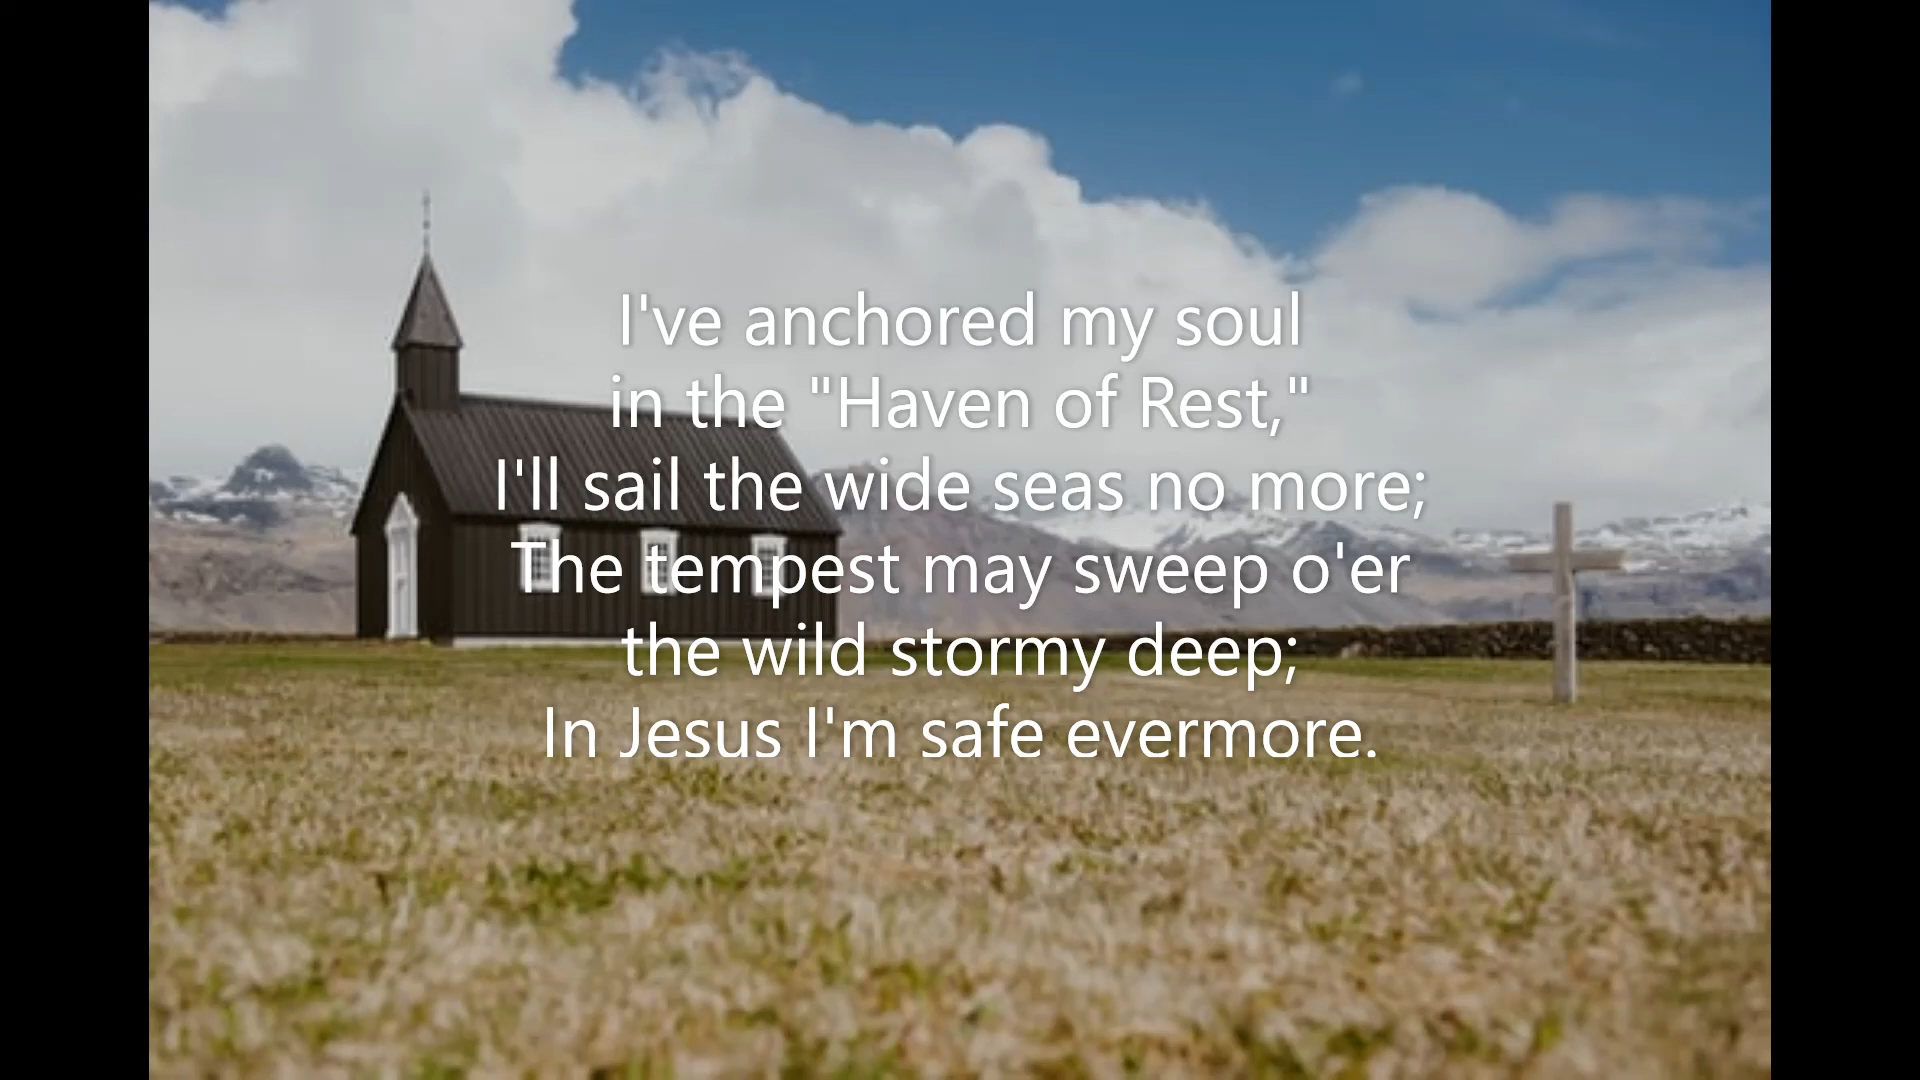 I've anchored my soul
in the "Haven of Rest,"
I'll sail the wide seas no more;
The tempest may sweep o'er
the wild stormy deep;
In Jesus I'm safe evermore.